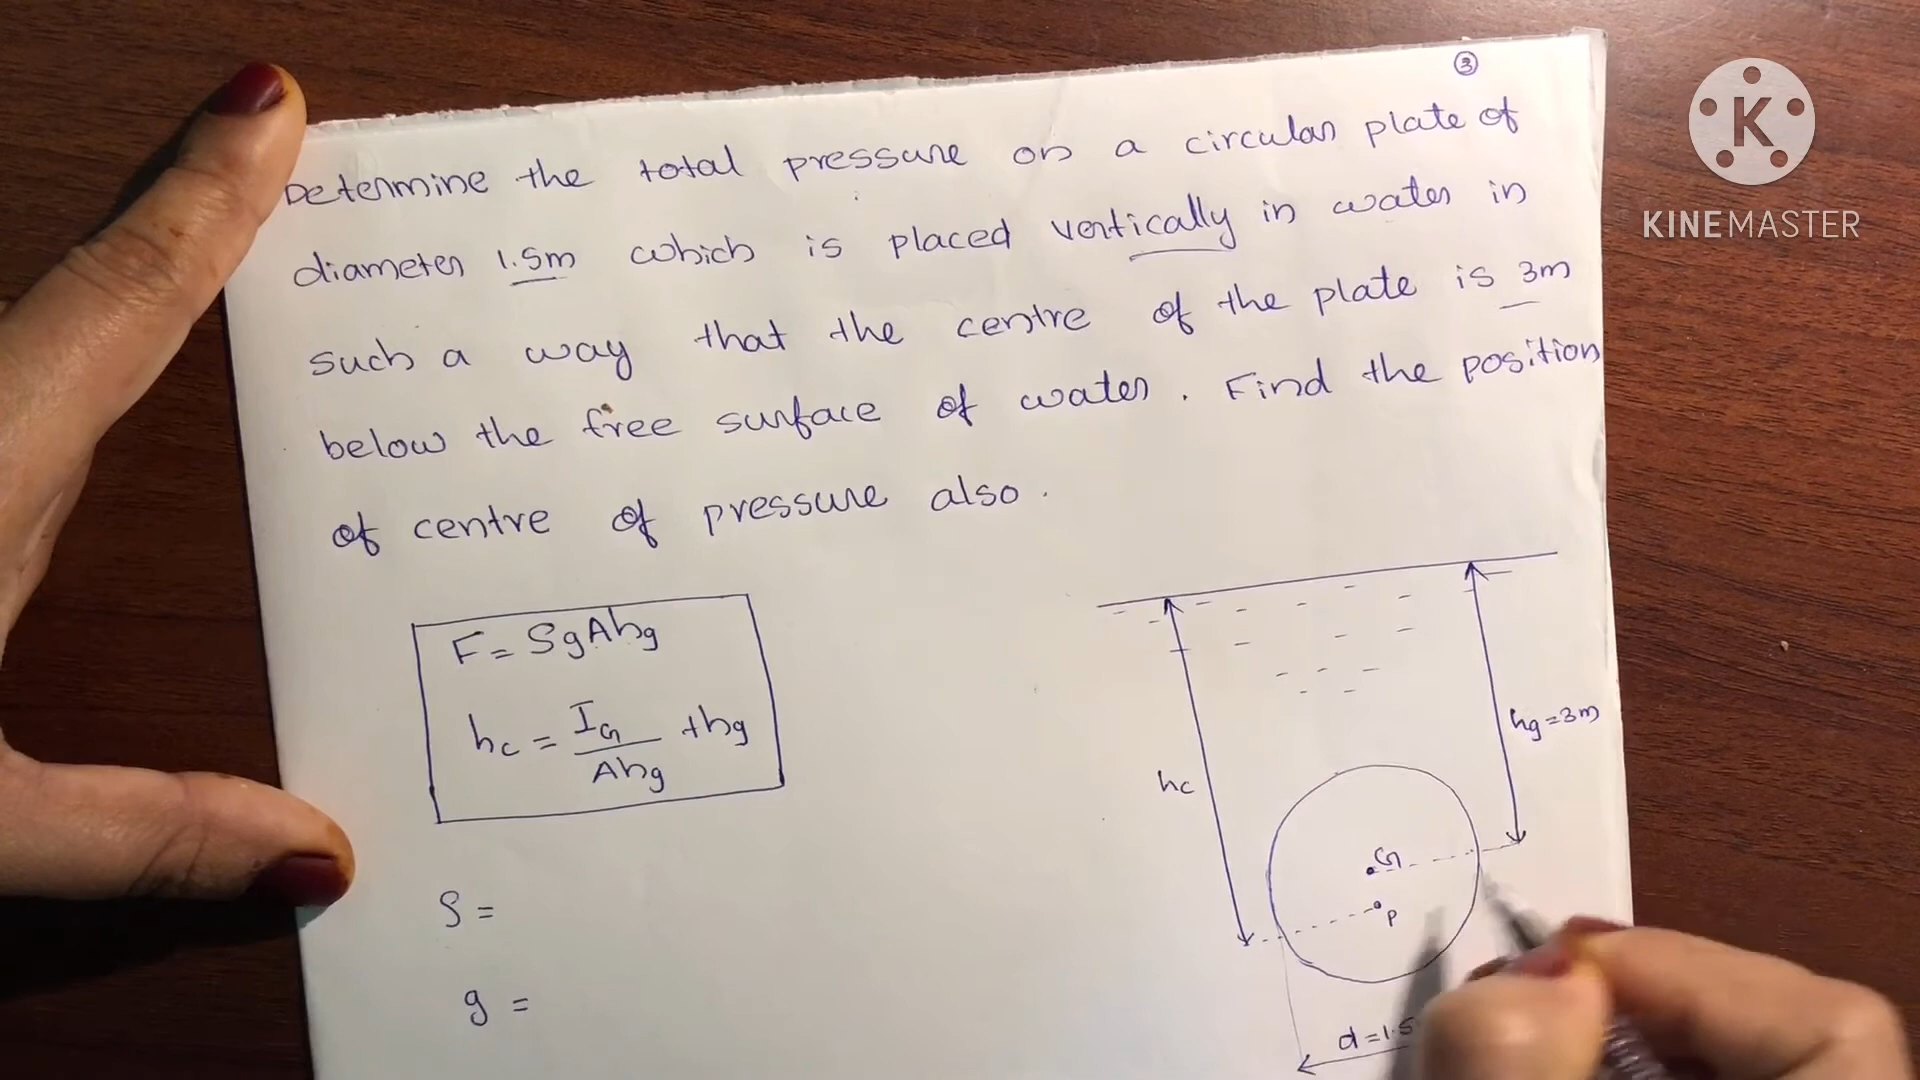 3
Determine the total pressure on a circular plate of
diameter 1.5m which is placed vertically in water in
such a way that the centre of the plate is 3m
below the free surface of water. Find the position
of centre of pressure also.
F = ρgAhg
hc = IG / Ahg + hg
ρ =
g =
hc
hg = 3m
G
P
d = 1.5
K
KINEMASTER